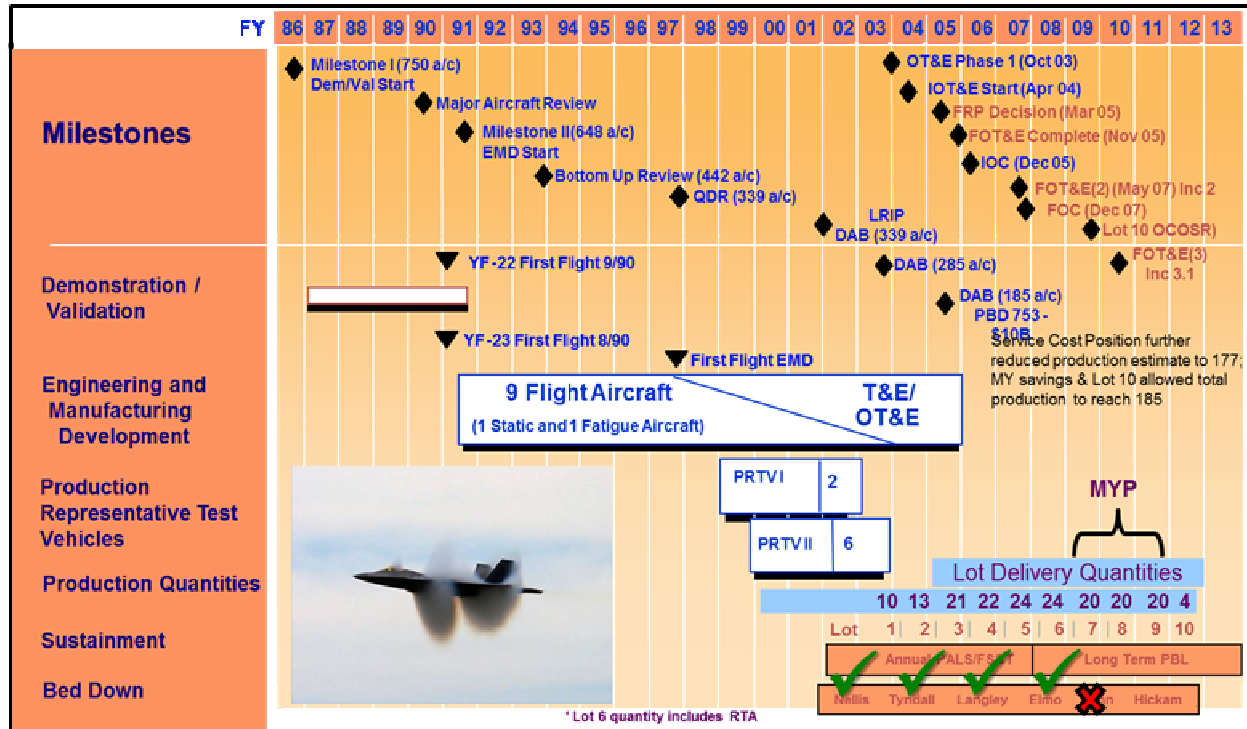 FY 86 87 88 89 90 91 92 93 94 95 96 97 98 99 00 01 02 03 04 05 06 07 08 09 10 11 12 13
Milestones
Milestone I (750 a/c)
Dem/Val Start
Major Aircraft Review
Milestone II(648 a/c)
EMD Start
Bottom Up Review (442 a/c)
QDR (339 a/c)
LRIP
DAB (339 a/c)
OT&E Phase 1 (Oct 03)
IOT&E Start (Apr 04)
FRP Decision (Mar 05)
FOT&E Complete (Nov 05)
IOC (Dec 05)
FOT&E(2) (May 07) Inc 2
FOC (Dec 07)
Lot 10 OCOSR)
FOT&E(3)
Inc 3.1
Demonstration /
Validation
YF-22 First Flight 9/90
YF-23 First Flight 8/90
DAB (285 a/c)
DAB (185 a/c)
PBD 753 -
$10B
Service Cost Position further
reduced production estimate to 177;
MY savings & Lot 10 allowed total
production to reach 185
First Flight EMD
Engineering and
Manufacturing
Development
9 Flight Aircraft
(1 Static and 1 Fatigue Aircraft)
T&E/
OT&E
Production
Representative Test
Vehicles
PRTV I 2
PRTV II 6
MYP
Production Quantities
Lot Delivery Quantities
10 13 21 22 24 24 20 20 20 4
Lot 1 2 3 4 5 6 7 8 9 10
Sustainment
Annual Long Term PBL
Bed Down
Nellis Tyndall Langley Elmo Hickam
* Lot 6 quantity includes RTA